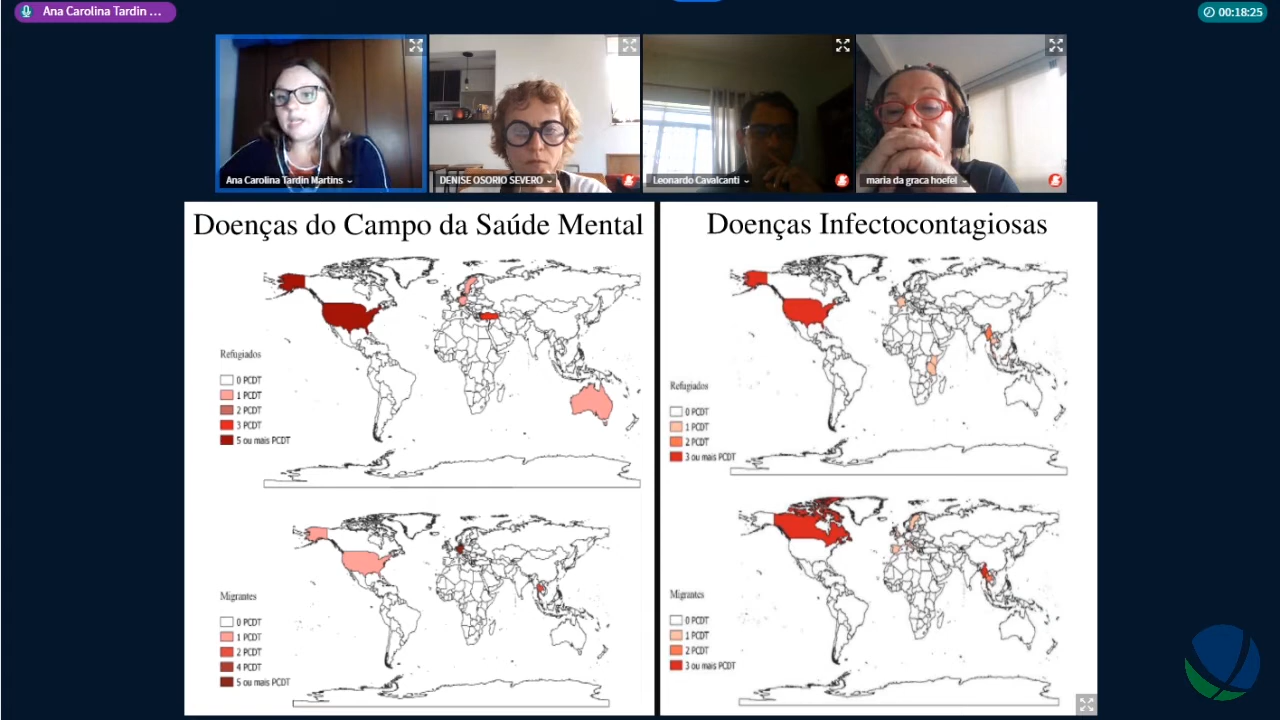 Ana Carolina Tardin ...
00:18:25
Ana Carolina Tardin Martins
DENISE OSORIO SEVERO
Leonardo Cavalcanti
maria da graca hoefel
Doenças do Campo da Saúde Mental
Refugiados
0 PCDT
1 PCDT
2 PCDT
3 PCDT
5 ou mais PCDT
Migrantes
0 PCDT
1 PCDT
2 PCDT
4 PCDT
5 ou mais PCDT
Doenças Infectocontagiosas
Refugiados
0 PCDT
1 PCDT
2 PCDT
3 ou mais PCDT
Migrantes
0 PCDT
1 PCDT
2 PCDT
3 ou mais PCDT